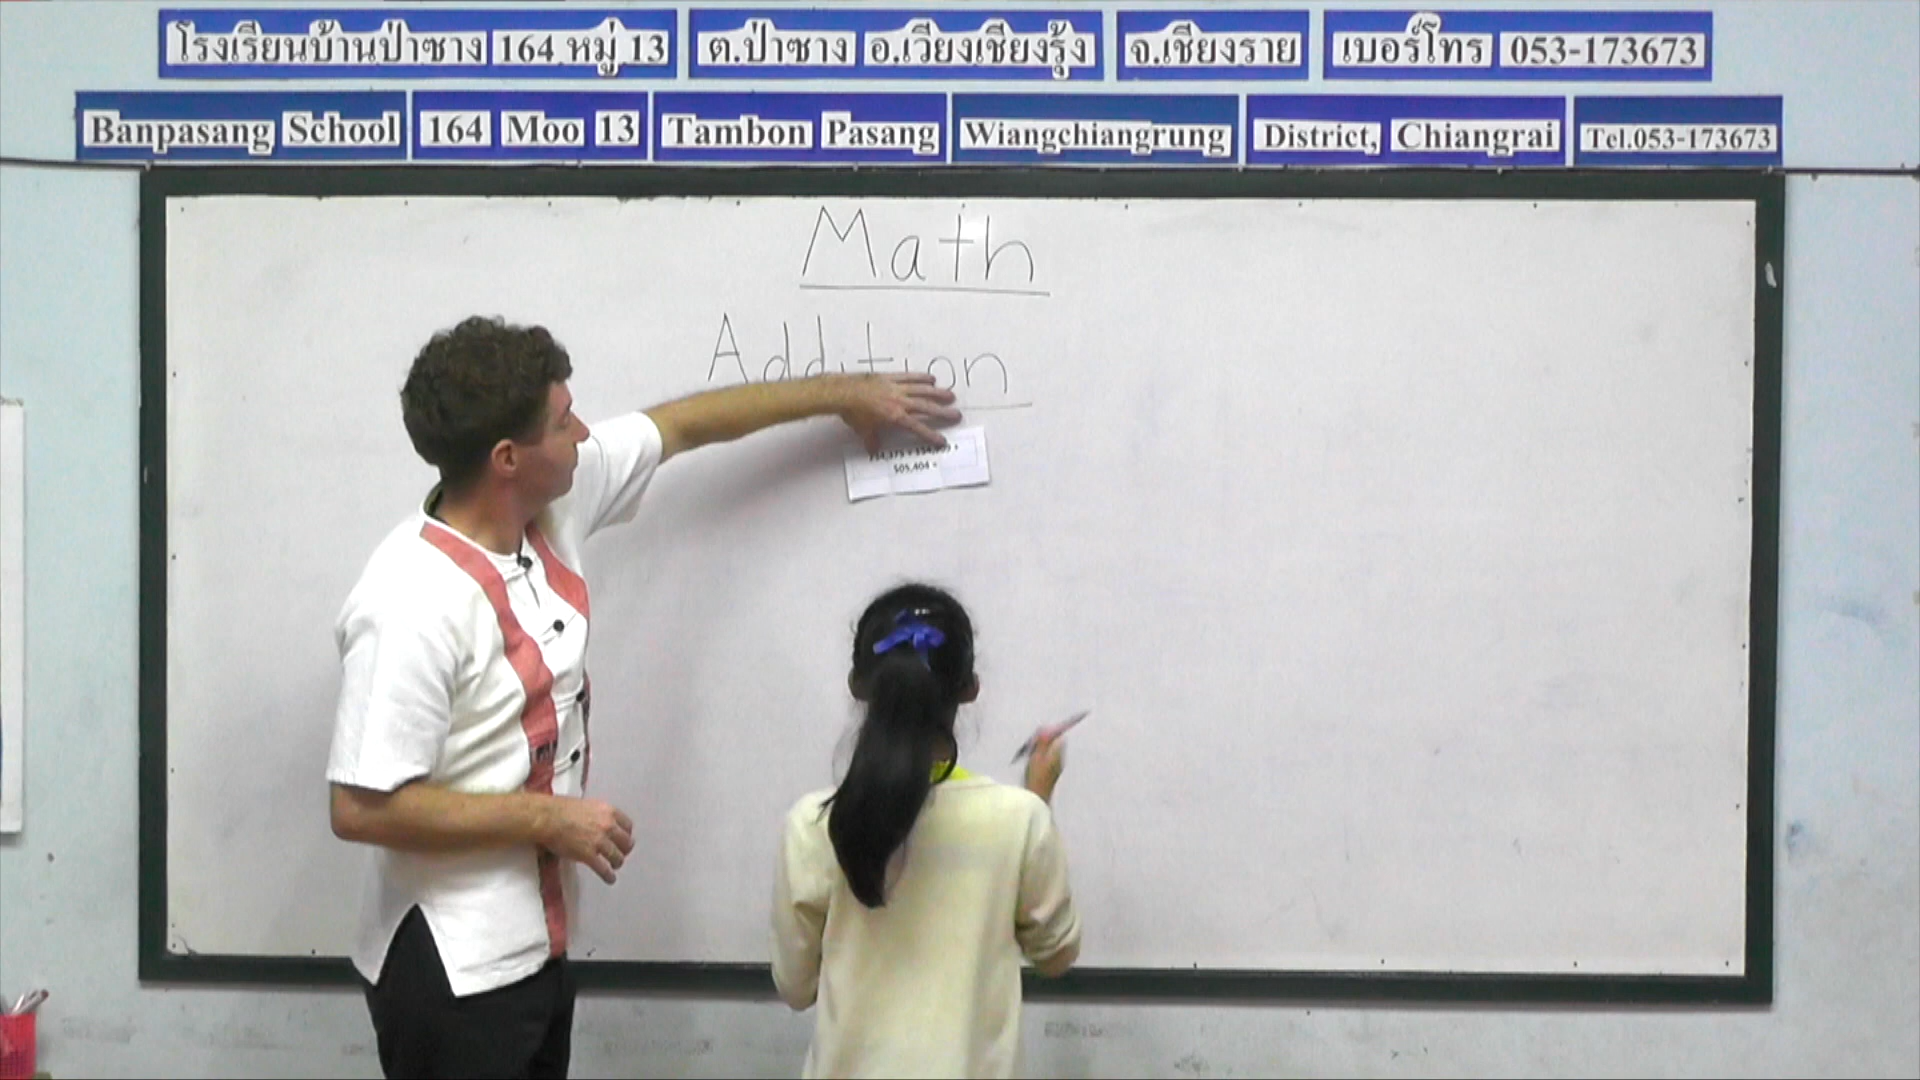 โรงเรียนบ้านป่าซาง 164 หมู่ 13 ต.ป่าซาง อ.เวียงเชียงรุ้ง จ.เชียงราย เบอร์โทร 053-173673
Banpasang School 164 Moo 13 Tambon Pasang Wiangchiangrung District, Chiangrai Tel.053-173673
Math
Addition
505,404 =